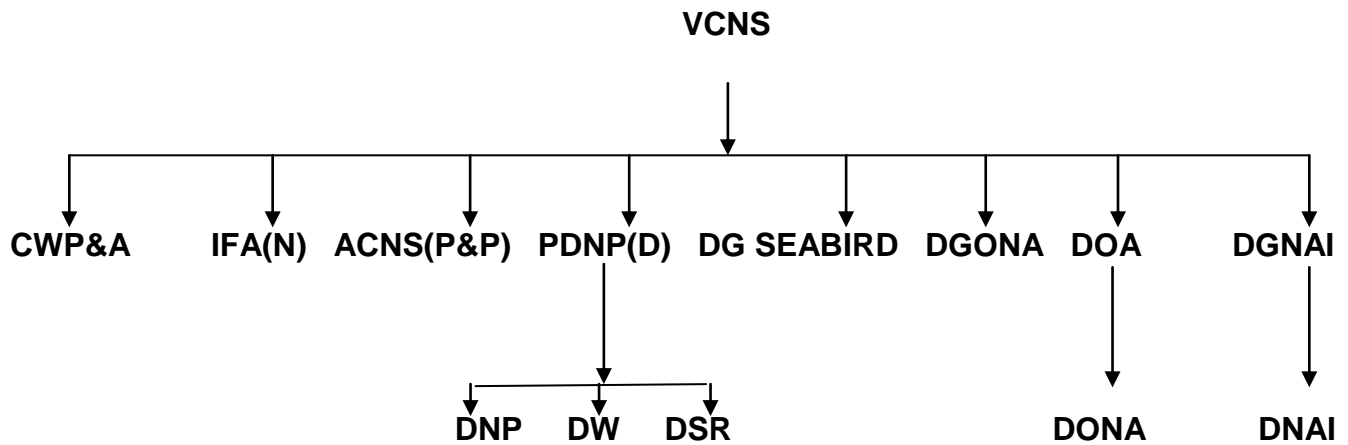 VCNS
CWP&A IFA(N) ACNS(P&P) PDNP(D) DG SEABIRD DGONA DOA DGNAI
DNP DW DSR DONA DNAI